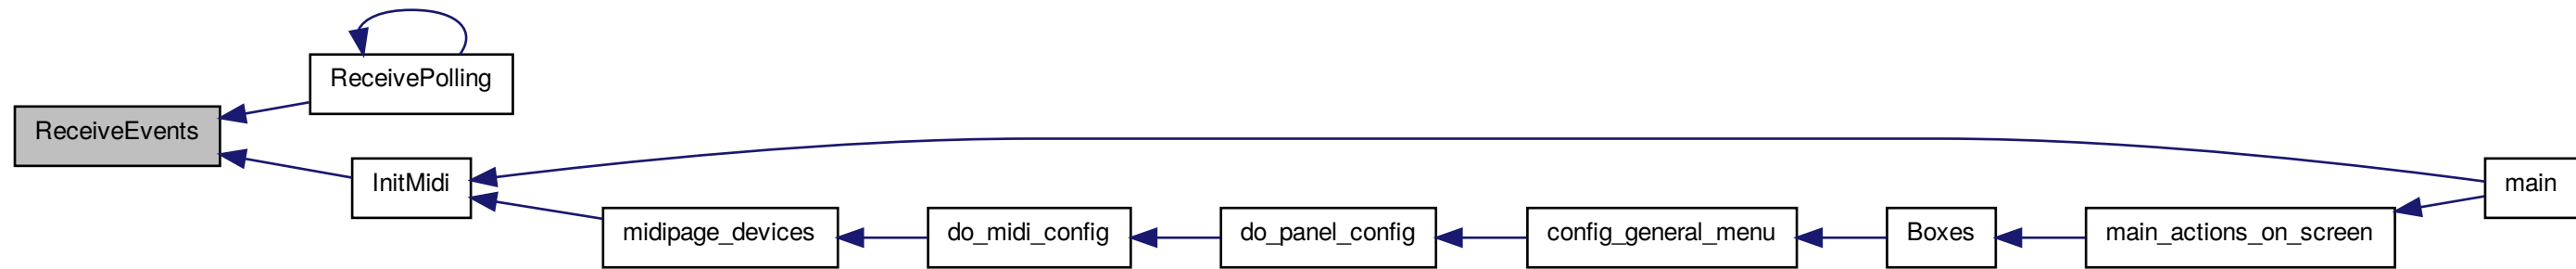 ReceivePolling
ReceiveEvents
InitMidi
main
midipage_devices
do_midi_config
do_panel_config
config_general_menu
Boxes
main_actions_on_screen